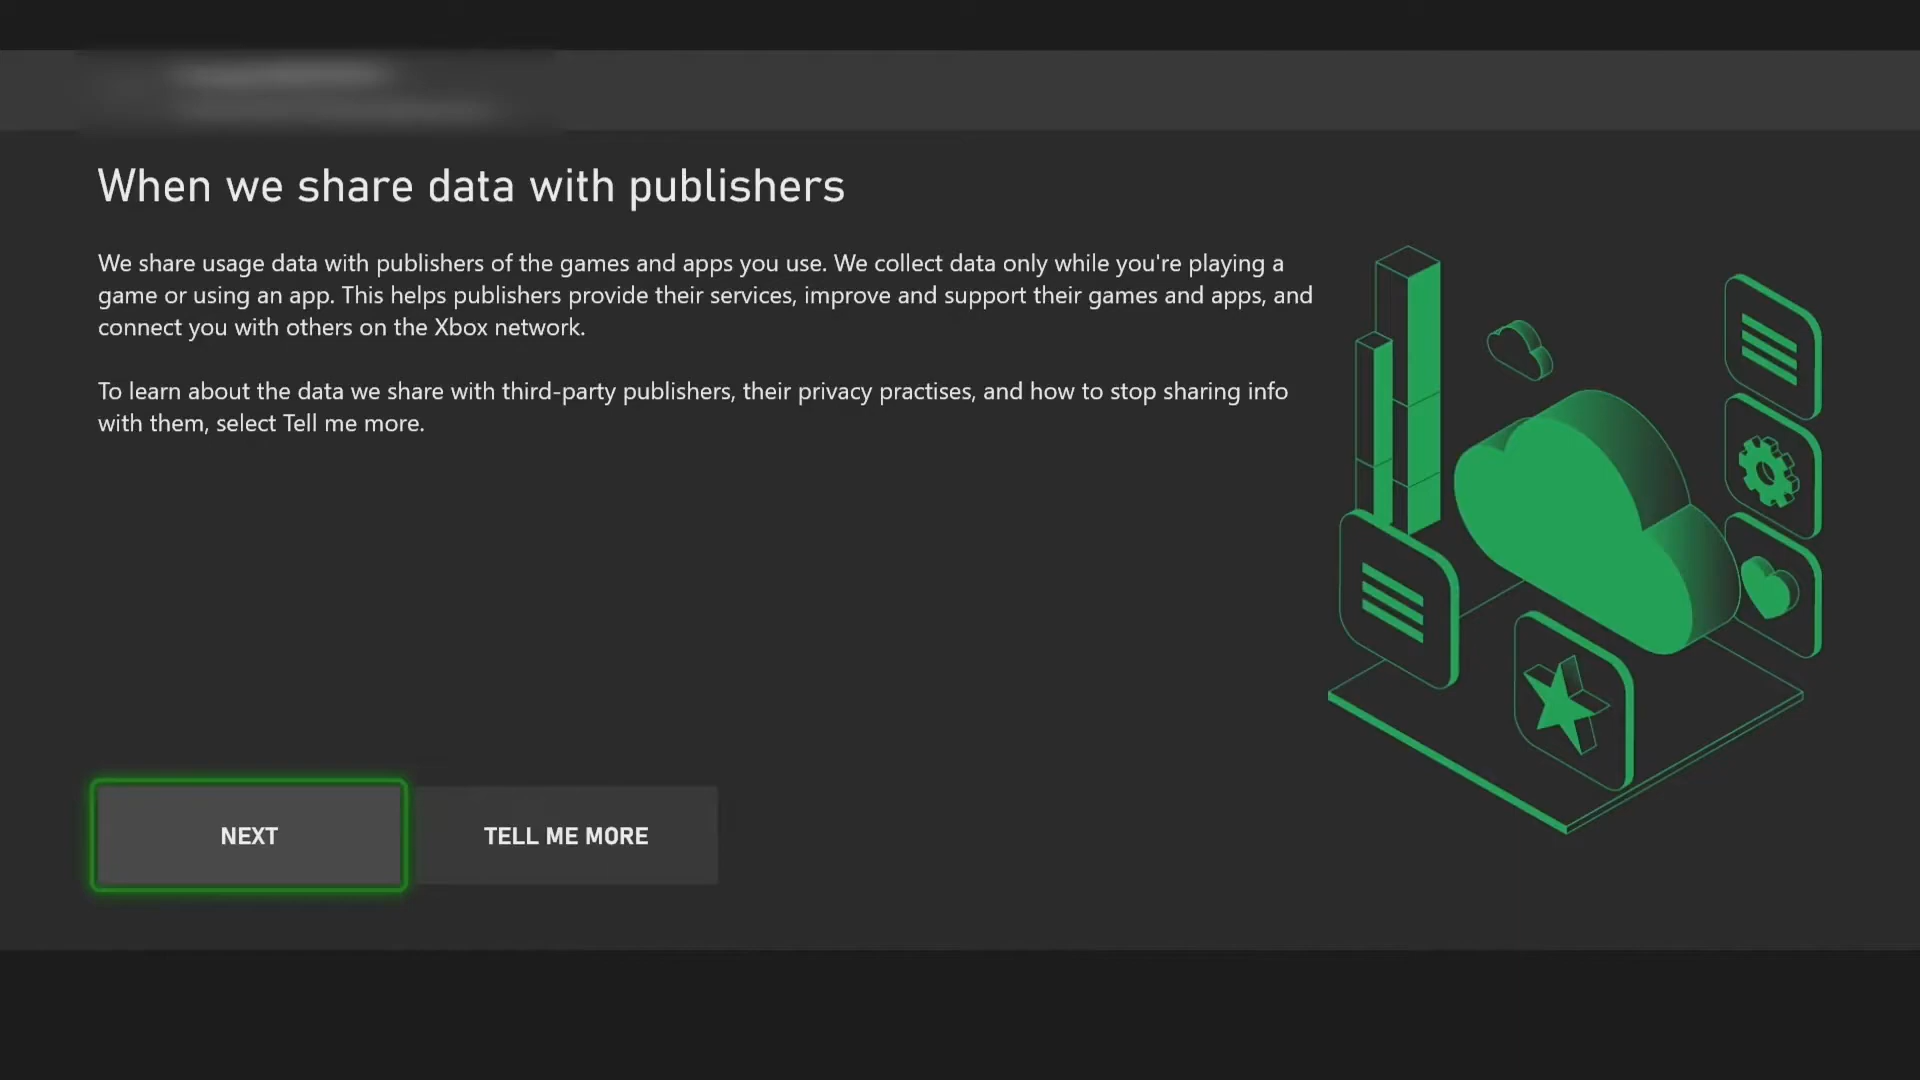 When we share data with publishers
We share usage data with publishers of the games and apps you use. We collect data only while you're playing a
game or using an app. This helps publishers provide their services, improve and support their games and apps, and
connect you with others on the Xbox network.
To learn about the data we share with third-party publishers, their privacy practises, and how to stop sharing info
with them, select Tell me more.
NEXT
TELL ME MORE